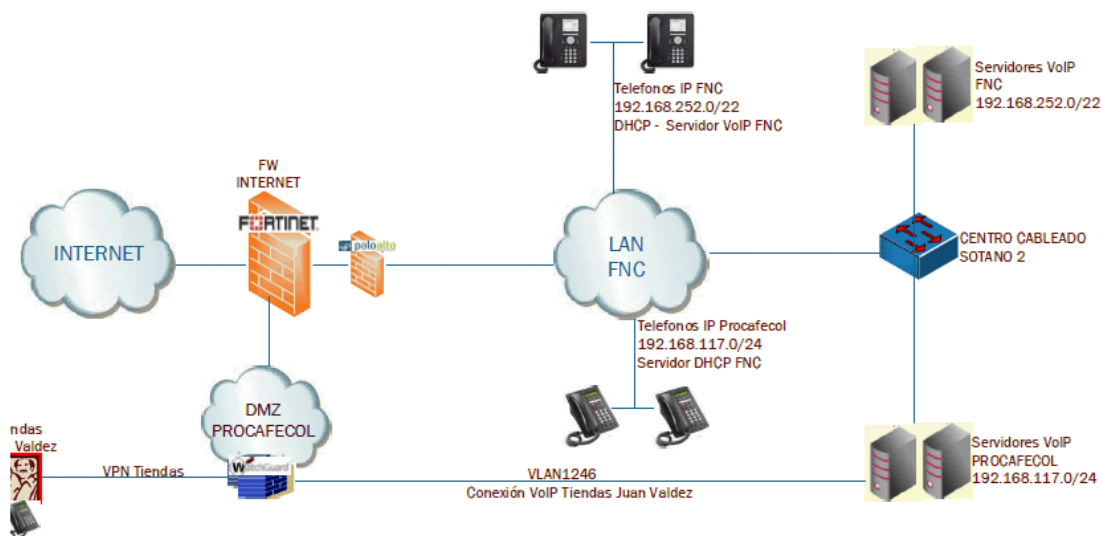 Telefonos IP FNC
192.168.252.0/22
DHCP - Servidor VoIP FNC
Servidores VoIP
FNC
192.168.252.0/22
FW
INTERNET
FORTINET
paloalto
INTERNET
LAN
FNC
CENTRO CABLEADO
SOTANO 2
Telefonos IP Procafecol
192.168.117.0/24
Servidor DHCP FNC
DMZ
PROCAFECOL
WatchGuard
ndas
Valdez
VPN Tiendas
VLAN1246
Conexión VoIP Tiendas Juan Valdez
Servidores VoIP
PROCAFECOL
192.168.117.0/24